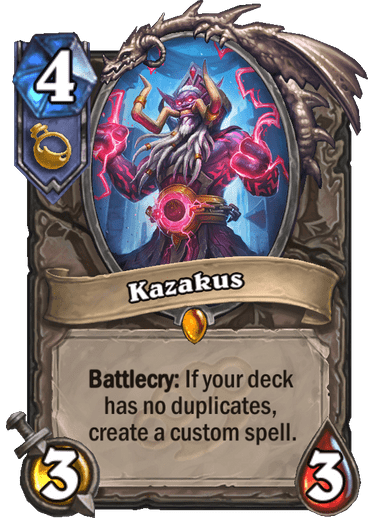 4
Kazakus
Battlecry: If your deck
has no duplicates,
create a custom spell.
3
3